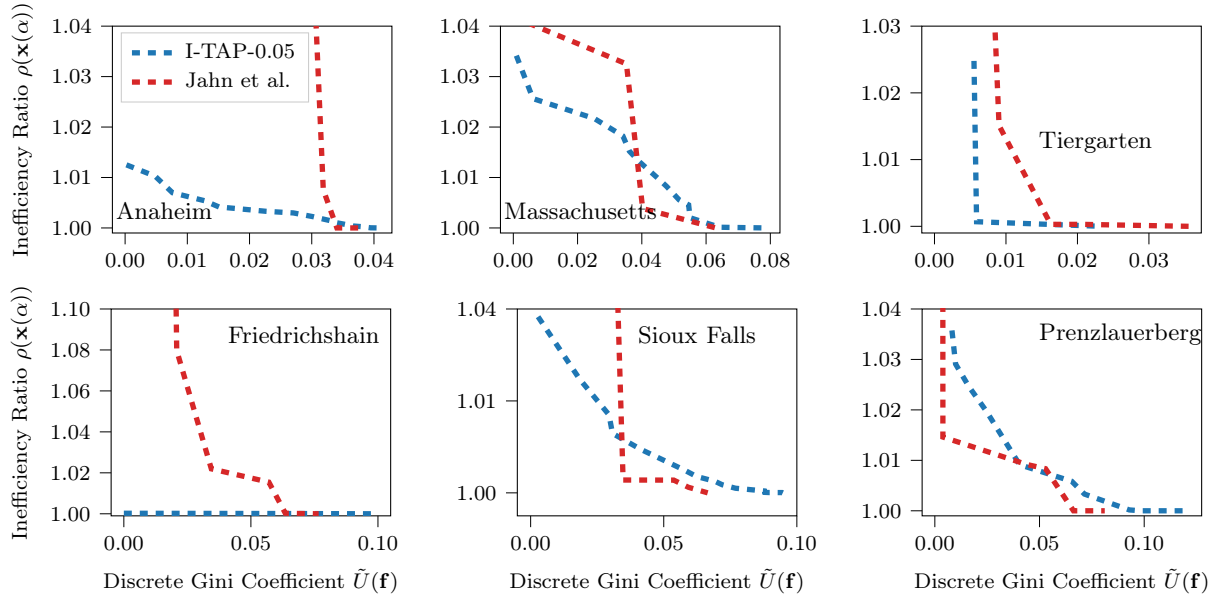 Inefficiency Ratio ρ(x(α))
1.04
1.03
1.02
1.01
1.00
I-TAP-0.05
Jahn et al.
Anaheim
0.00 0.01 0.02 0.03 0.04
1.04
1.03
1.02
1.01
1.00
Massachusetts
0.00 0.02 0.04 0.06 0.08
1.03
1.02
1.01
1.00
Tiergarten
0.00 0.01 0.02 0.03
Inefficiency Ratio ρ(x(α))
1.10
1.08
1.06
1.04
1.02
1.00
Friedrichshain
0.00 0.05 0.10
Discrete Gini Coefficient Ũ(f)
1.04
1.01
1.00
Sioux Falls
0.00 0.05 0.10
Discrete Gini Coefficient Ũ(f)
1.04
1.03
1.02
1.01
1.00
Prenzlauerberg
0.00 0.05 0.10
Discrete Gini Coefficient Ũ(f)